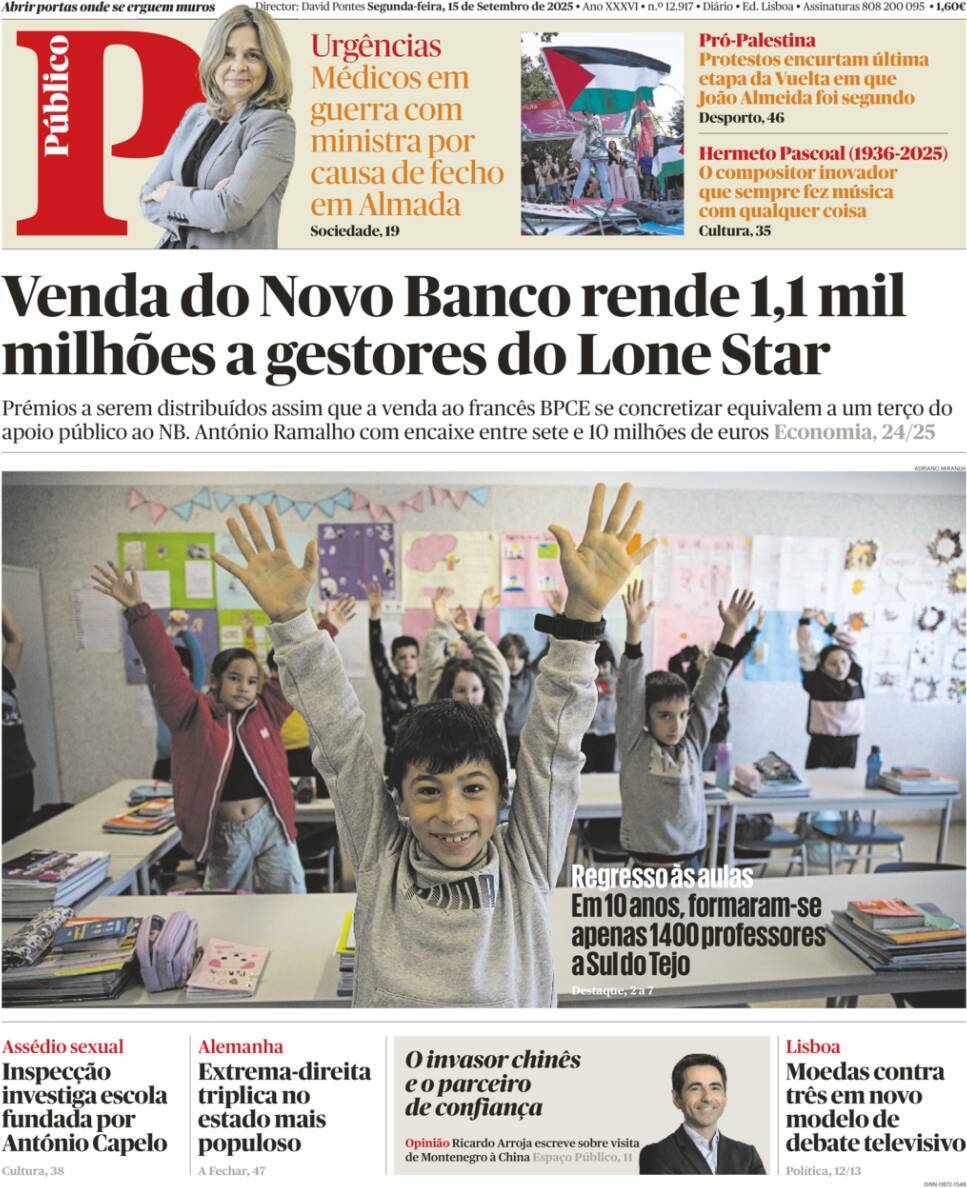 Abrir portas onde se erguem muros
Director: David Pontes Segunda-feira, 15 de Setembro de 2025 • Ano XXXVI • n.º 12.917 • Diário • Ed. Lisboa • Assinaturas 808 200 095 • 1,60€
Público
P
Urgências
Médicos em
guerra com
ministra por
causa de fecho
em Almada
Sociedade, 19
Pró-Palestina
Protestos encurtam última
etapa da Vuelta em que
João Almeida foi segundo
Desporto, 46
Hermeto Pascoal (1936-2025)
O compositor inovador
que sempre fez música
com qualquer coisa
Cultura, 35
Venda do Novo Banco rende 1,1 mil
milhões a gestores do Lone Star
Prémios a serem distribuídos assim que a venda ao francês BPCE se concretizar equivalem a um terço do
apoio público ao NB. António Ramalho com encaixe entre sete e 10 milhões de euros Economia, 24/25
ADRIANO MIRANDA
Regresso às aulas
Em 10 anos, formaram-se
apenas 1400 professores
a Sul do Tejo
Destaque, 2 a 7
Assédio sexual
Inspecção
investiga escola
fundada por
António Capelo
Cultura, 38
Alemanha
Extrema-direita
triplica no
estado mais
populoso
A Fechar, 47
O invasor chinês
e o parceiro
de confiança
Opinião Ricardo Arroja escreve sobre visita
de Montenegro à China Espaço Público, 11
Lisboa
Moedas contra
três em novo
modelo de
debate televisivo
Política, 12/13
ISNN-0872-1548